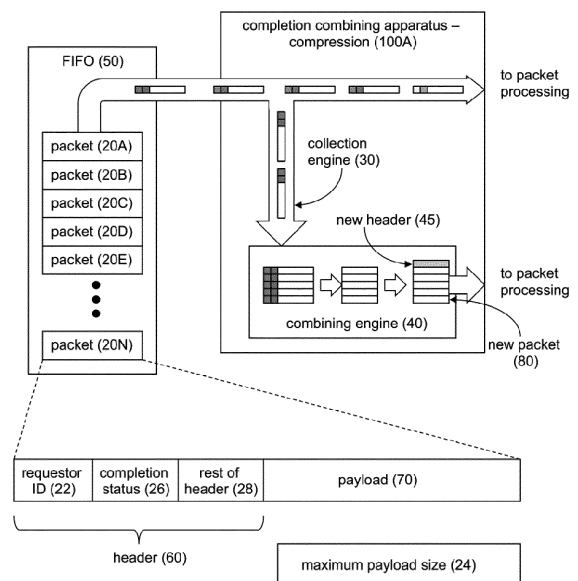 completion combining apparatus –
compression (100A)
FIFO (50)
to packet
processing
packet (20A)
packet (20B)
packet (20C)
packet (20D)
packet (20E)
packet (20N)
collection
engine (30)
new header (45)
to packet
processing
combining engine (40)
new packet
(80)
requestor
ID (22)
completion
status (26)
rest of
header (28)
payload (70)
header (60)
maximum payload size (24)